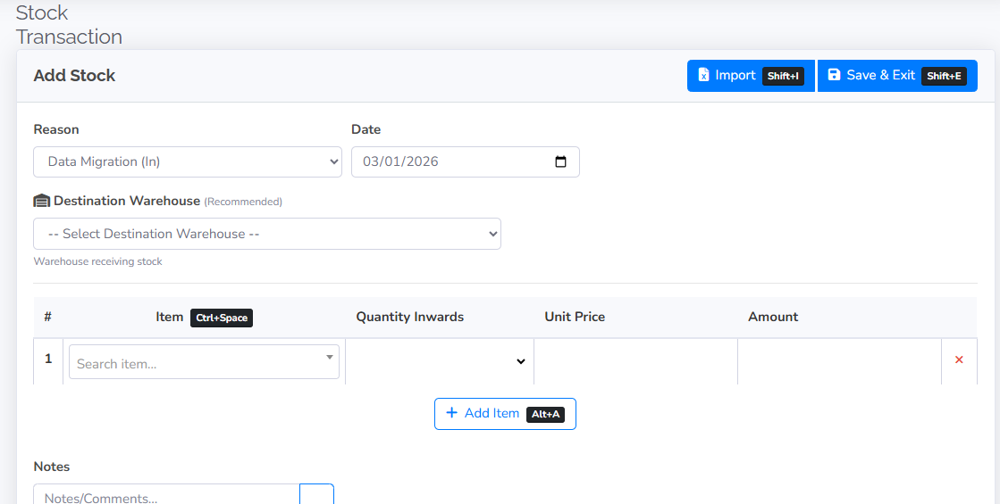 Stock
Transaction
Add Stock
Import Shift+I
Save & Exit Shift+E
Reason
Date
Data Migration (In)
03/01/2026
Destination Warehouse (Recommended)
-- Select Destination Warehouse --
Warehouse receiving stock
# Item Ctrl+Space Quantity Inwards Unit Price Amount
1 Search item... ×
+ Add Item Alt+A
Notes
Notes/Comments...